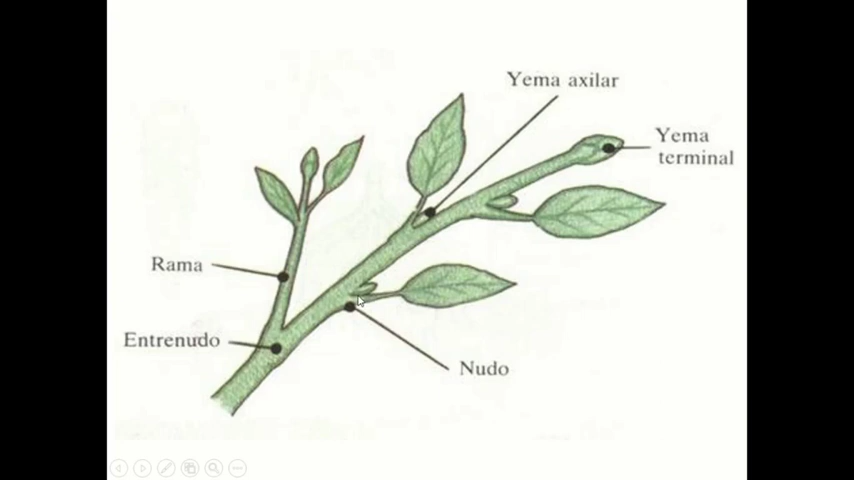 Yema axilar
Yema
terminal
Rama
Entrenudo
Nudo